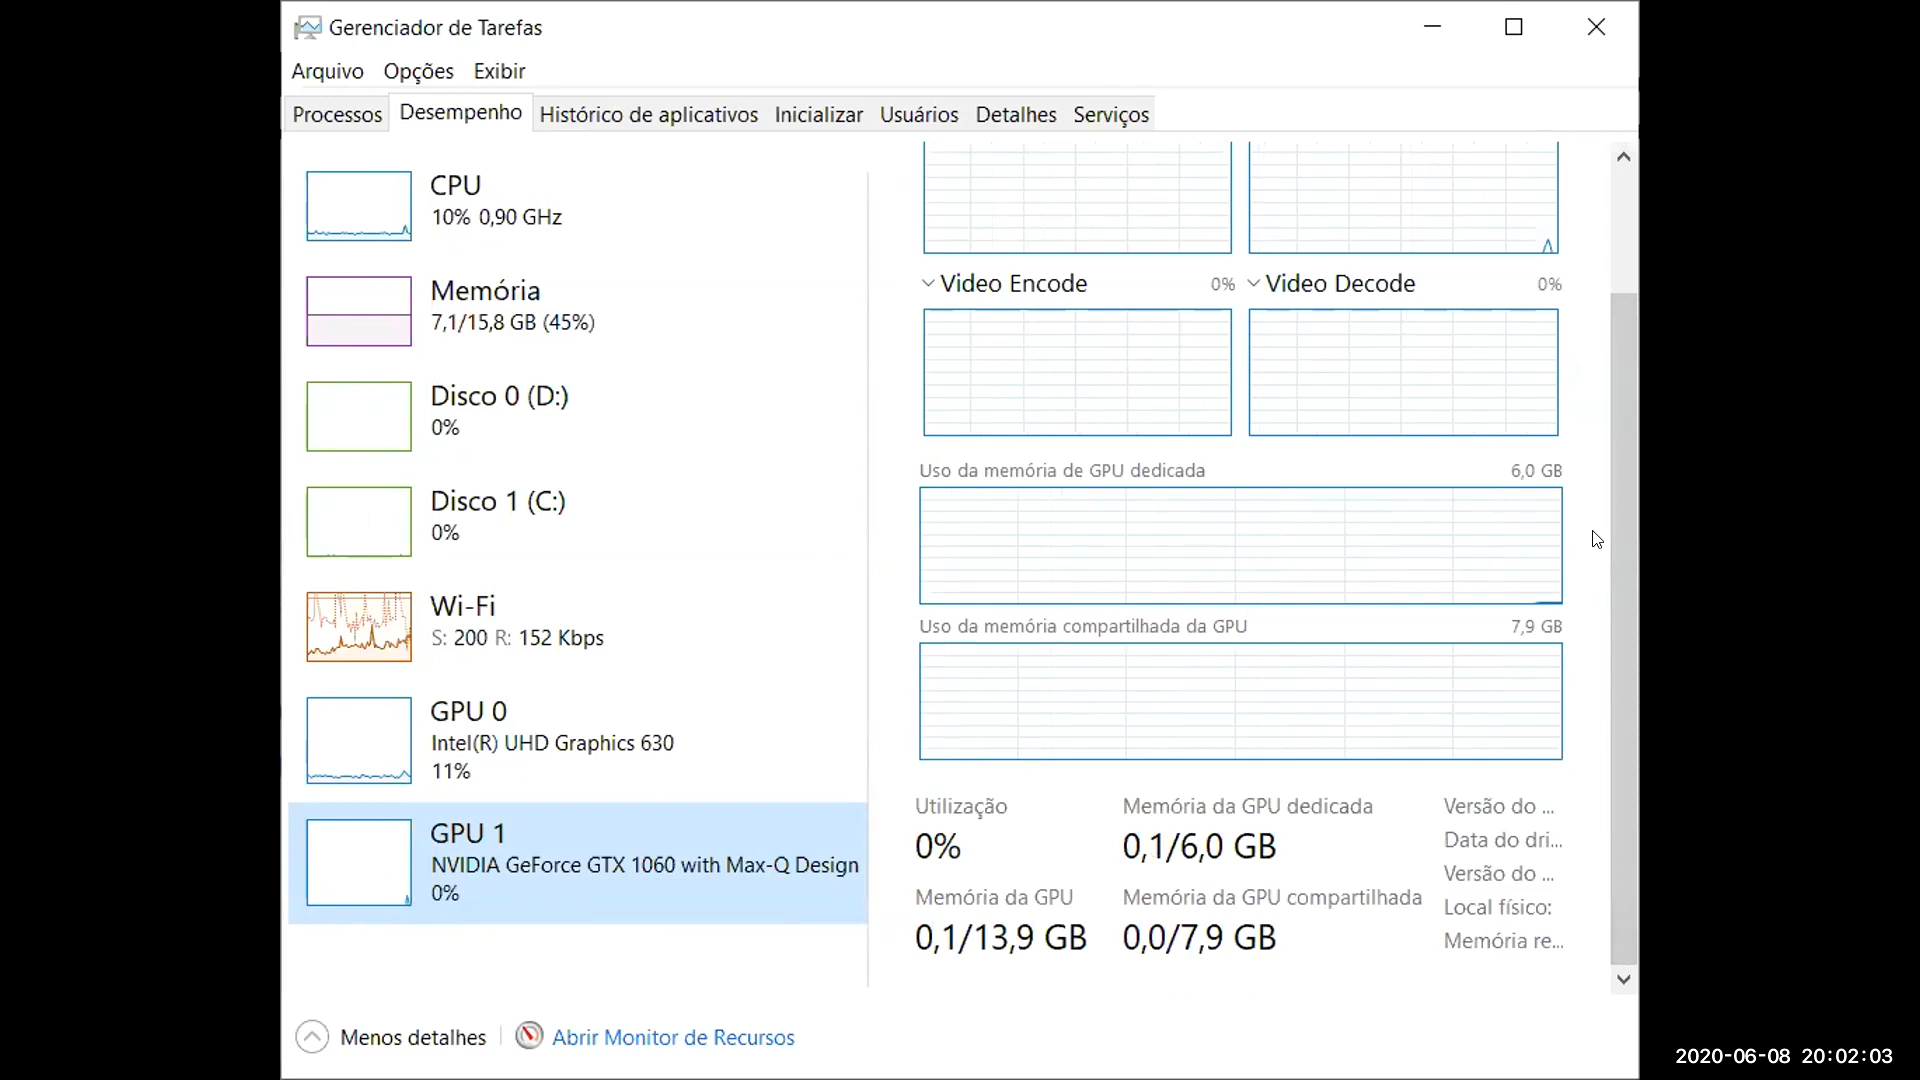 Gerenciador de Tarefas
Arquivo Opções Exibir
Processos Desempenho Histórico de aplicativos Inicializar Usuários Detalhes Serviços
CPU
10% 0,90 GHz
Memória
7,1/15,8 GB (45%)
Disco 0 (D:)
0%
Disco 1 (C:)
0%
Wi-Fi
S: 200 R: 152 Kbps
GPU 0
Intel(R) UHD Graphics 630
11%
GPU 1
NVIDIA GeForce GTX 1060 with Max-Q Design
0%
Video Encode 0% Video Decode 0%
Uso da memória de GPU dedicada 6,0 GB
Uso da memória compartilhada da GPU 7,9 GB
Utilização
0%
Memória da GPU dedicada
0,1/6,0 GB
Memória da GPU
0,1/13,9 GB
Memória da GPU compartilhada
0,0/7,9 GB
Versão do ...
Data do dri...
Versão do ...
Local físico:
Memória re...
Menos detalhes Abrir Monitor de Recursos
2020-06-08 20:02:03